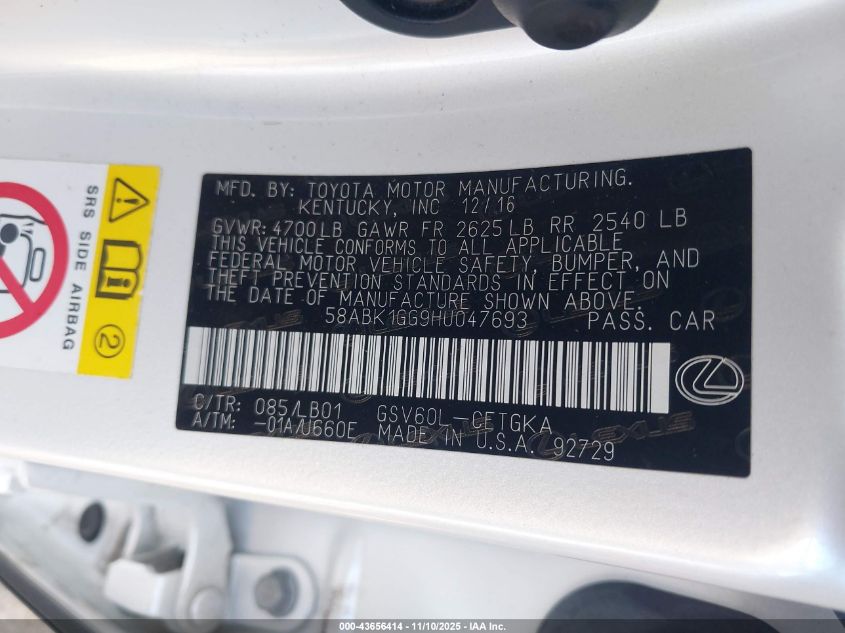 MFD. BY: TOYOTA MOTOR MANUFACTURING.
KENTUCKY, INC 12/16
GVWR: 4700LB GAWR FR 2625LB RR 2540 LB
THIS VEHICLE CONFORMS TO ALL APPLICABLE
FEDERAL MOTOR VEHICLE SAFETY, BUMPER, AND
THEFT PREVENTION STANDARDS IN EFFECT ON
THE DATE OF MANUFACTURE SHOWN ABOVE.
58ABK1GG9HU047693 PASS. CAR
C/TR: 085/LB01 GSV60L-CETGKA
A/TM: -01A/U660E MADE IN U.S.A. 92729
SRS SIDE AIRBAG
2
000-43656414 - 11/10/2025 - IAA Inc.